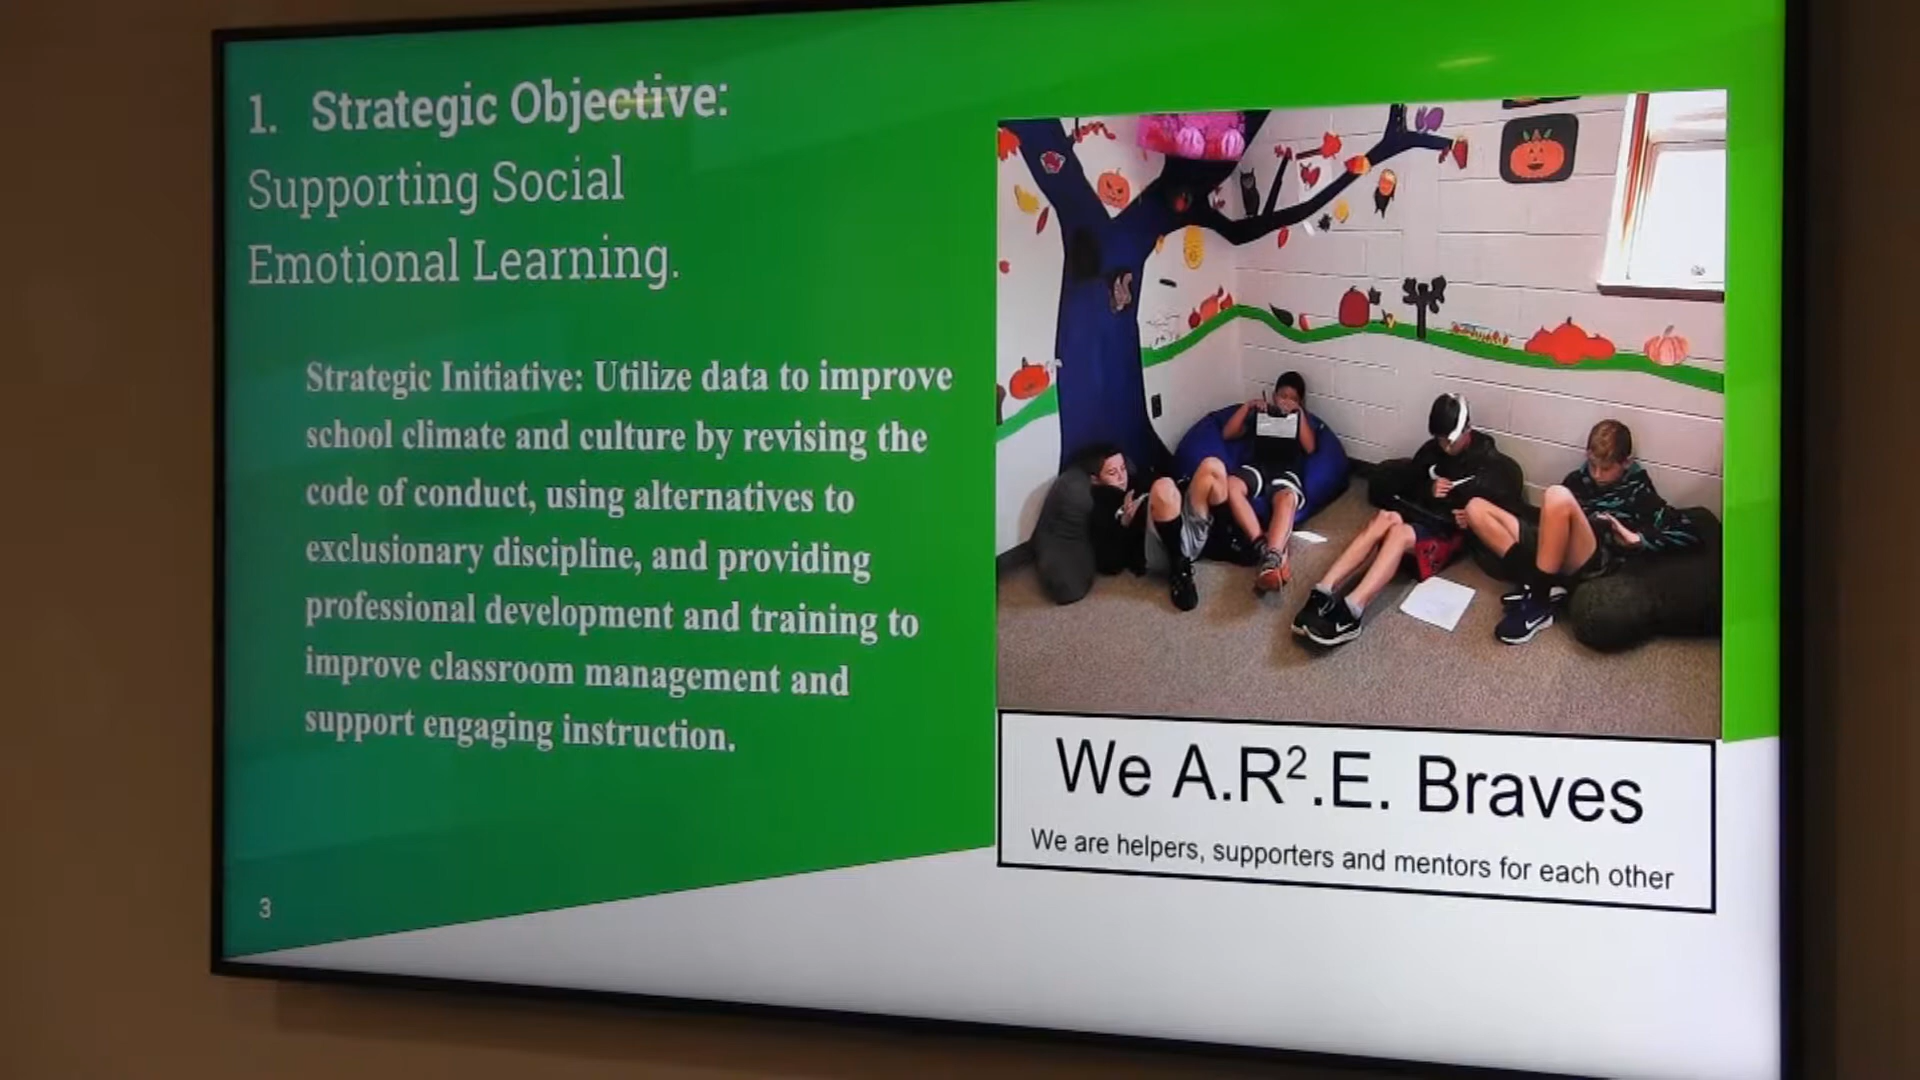 1. Strategic Objective:
Supporting Social
Emotional Learning.
Strategic Initiative: Utilize data to improve
school climate and culture by revising the
code of conduct, using alternatives to
exclusionary discipline, and providing
professional development and training to
improve classroom management and
support engaging instruction.
3
We A.R².E. Braves
We are helpers, supporters and mentors for each other